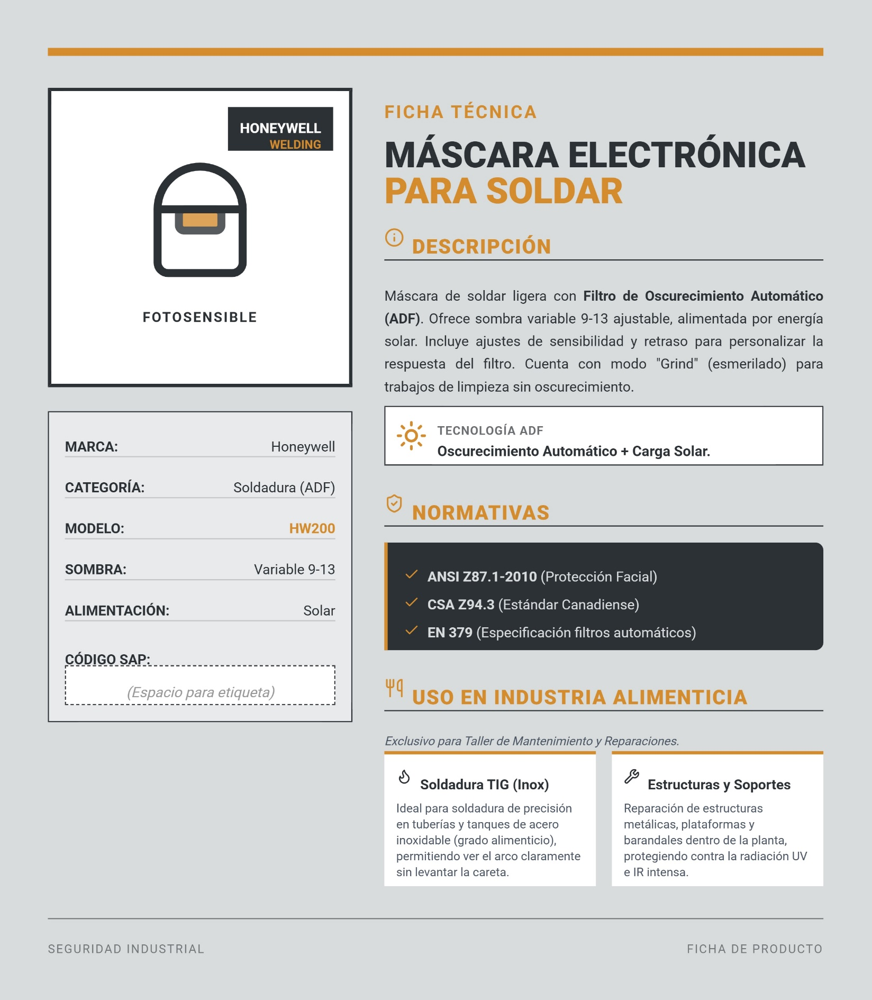 HONEYWELL
WELDING
FOTOSENSIBLE
MARCA: Honeywell
CATEGORÍA: Soldadura (ADF)
MODELO: HW200
SOMBRA: Variable 9-13
ALIMENTACIÓN: Solar
CÓDIGO SAP:
(Espacio para etiqueta)
FICHA TÉCNICA
MÁSCARA ELECTRÓNICA
PARA SOLDAR
DESCRIPCIÓN
Máscara de soldar ligera con Filtro de Oscurecimiento Automático
(ADF). Ofrece sombra variable 9-13 ajustable, alimentada por energía
solar. Incluye ajustes de sensibilidad y retraso para personalizar la
respuesta del filtro. Cuenta con modo "Grind" (esmerilado) para
trabajos de limpieza sin oscurecimiento.
TECNOLOGÍA ADF
Oscurecimiento Automático + Carga Solar.
NORMATIVAS
ANSI Z87.1-2010 (Protección Facial)
CSA Z94.3 (Estándar Canadiense)
EN 379 (Especificación filtros automáticos)
USO EN INDUSTRIA ALIMENTICIA
Exclusivo para Taller de Mantenimiento y Reparaciones.
Soldadura TIG (Inox)
Ideal para soldadura de precisión
en tuberías y tanques de acero
inoxidable (grado alimenticio),
permitiendo ver el arco claramente
sin levantar la careta.
Estructuras y Soportes
Reparación de estructuras
metálicas, plataformas y
barandales dentro de la planta,
protegiendo contra la radiación UV
e IR intensa.
SEGURIDAD INDUSTRIAL
FICHA DE PRODUCTO